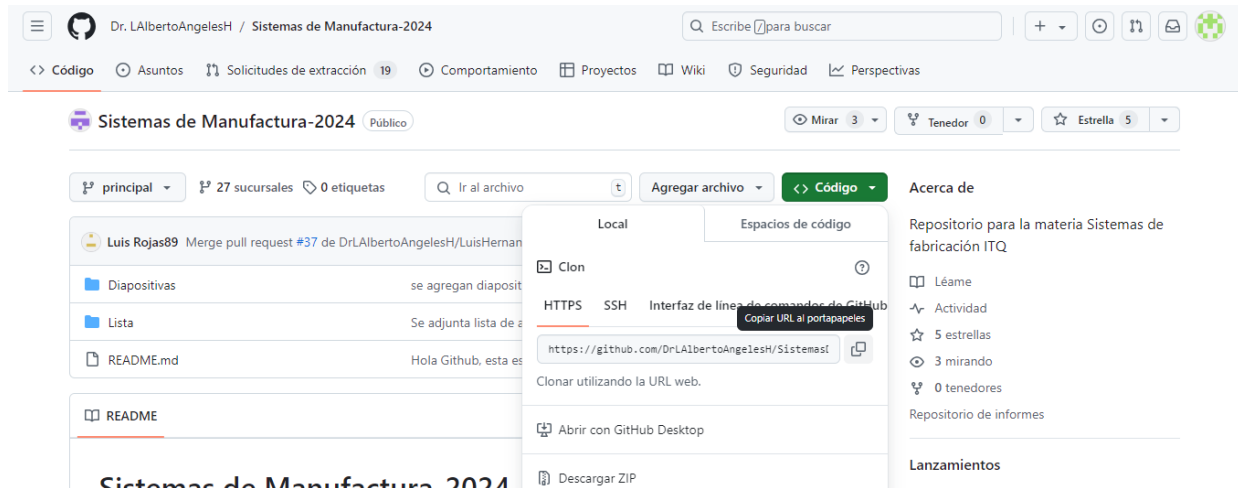 Dr. LAlbertoAngelesH / Sistemas de Manufactura-2024
Escribe / para buscar
Código Asuntos Solicitudes de extracción 19 Comportamiento Proyectos Wiki Seguridad Perspectivas
Sistemas de Manufactura-2024 Público
Mirar 3 Tenedor 0 Estrella 5
principal 27 sucursales 0 etiquetas Ir al archivo t Agregar archivo Código
Acerca de
Luis Rojas89 Merge pull request #37 de DrLAlbertoAngelesH/LuisHernan
Diapositivas se agregan diaposit
Lista Se adjunta lista de a
README.md Hola Github, esta es
README
Sistemas de Manufactura-2024
Local Espacios de código
Clon
HTTPS SSH Interfaz de línea de comandos de GitHub
Copiar URL al portapapeles
https://github.com/DrLAlbertoAngelesH/Sistemas
Clonar utilizando la URL web.
Abrir con GitHub Desktop
Descargar ZIP
Repositorio para la materia Sistemas de
fabricación ITQ
Léame
Actividad
5 estrellas
3 mirando
0 tenedores
Repositorio de informes
Lanzamientos